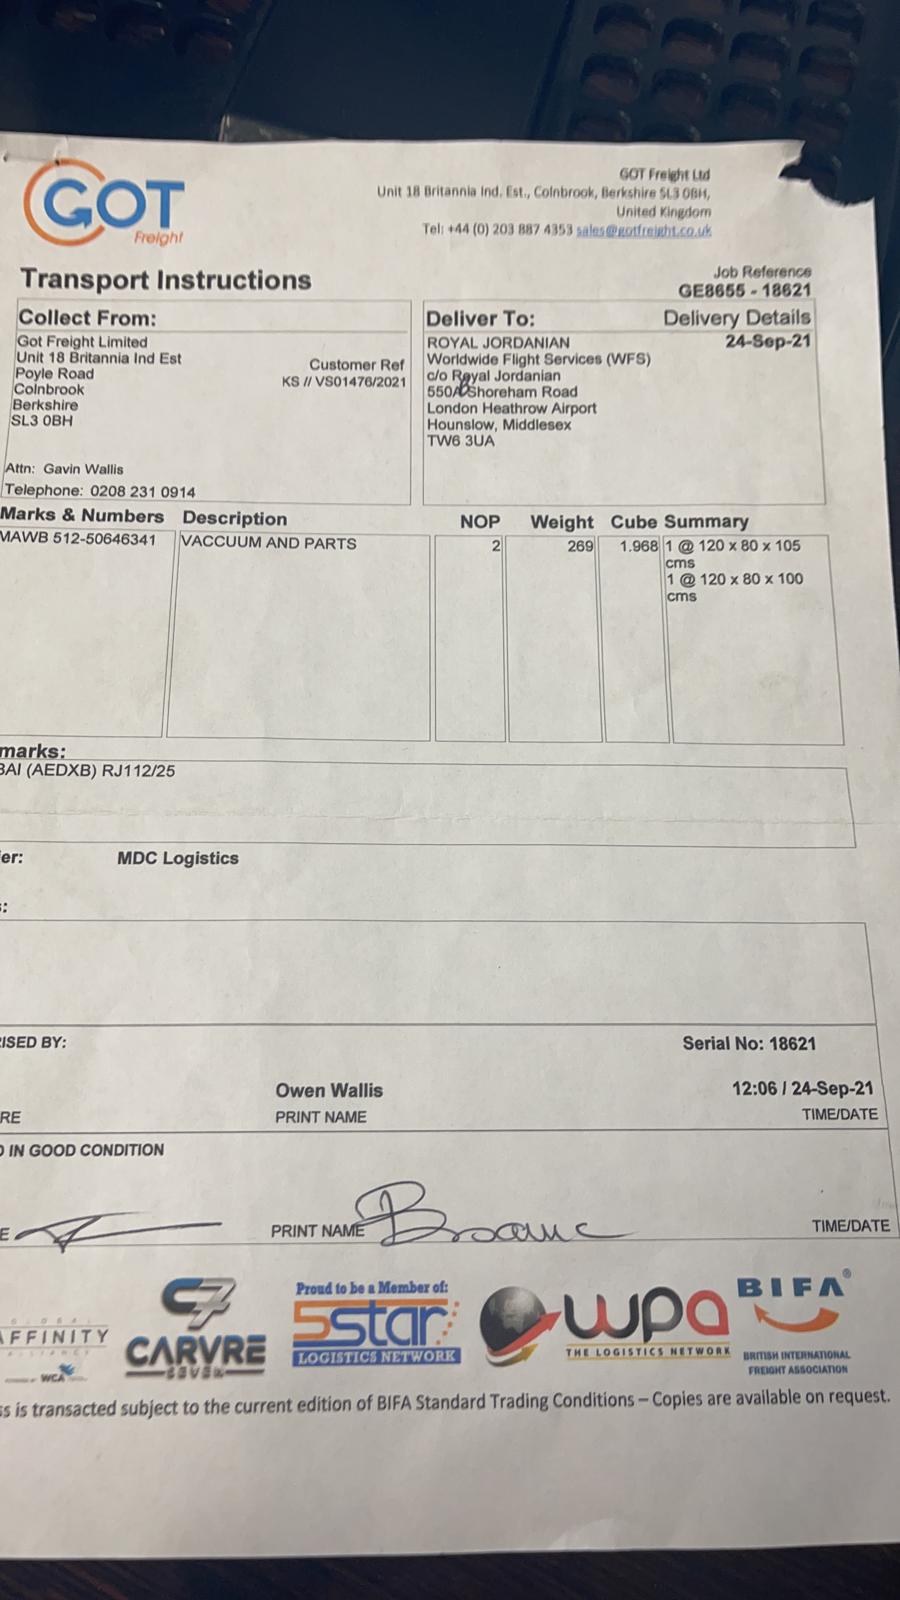 GOT
Freight
GOT Freight Ltd
Unit 18 Britannia Ind. Est., Colnbrook, Berkshire SL3 0BH,
United Kingdom
Tel: +44 (0) 203 887 4353 sales@gotfreight.co.uk
Transport Instructions
Job Reference
GE8655 - 18621
Collect From:
Got Freight Limited
Unit 18 Britannia Ind Est
Poyle Road
Colnbrook
Berkshire
SL3 0BH
Customer Ref
KS // VS01476/2021
Attn: Gavin Wallis
Telephone: 0208 231 0914
Deliver To:
ROYAL JORDANIAN
Worldwide Flight Services (WFS)
c/o Royal Jordanian
550 Shoreham Road
London Heathrow Airport
Hounslow, Middlesex
TW6 3UA
Delivery Details
24-Sep-21
Marks & Numbers Description NOP Weight Cube Summary
MAWB 512-50646341 VACCUUM AND PARTS 2 269 1.968 1 @ 120 x 80 x 105
cms
1 @ 120 x 80 x 100
cms
marks:
BAI (AEDXB) RJ112/25
er: MDC Logistics
s:
ISED BY: Serial No: 18621
Owen Wallis 12:06 / 24-Sep-21
RE PRINT NAME TIME/DATE
D IN GOOD CONDITION
E PRINT NAME TIME/DATE
GLOBAL
AFFINITY
ALLIANCE
WCA
C7
CARVRE
SEVEN
Proud to be a Member of:
5star
LOGISTICS NETWORK
wpa
THE LOGISTICS NETWORK
BIFA®
BRITISH INTERNATIONAL
FREIGHT ASSOCIATION
ss is transacted subject to the current edition of BIFA Standard Trading Conditions – Copies are available on request.